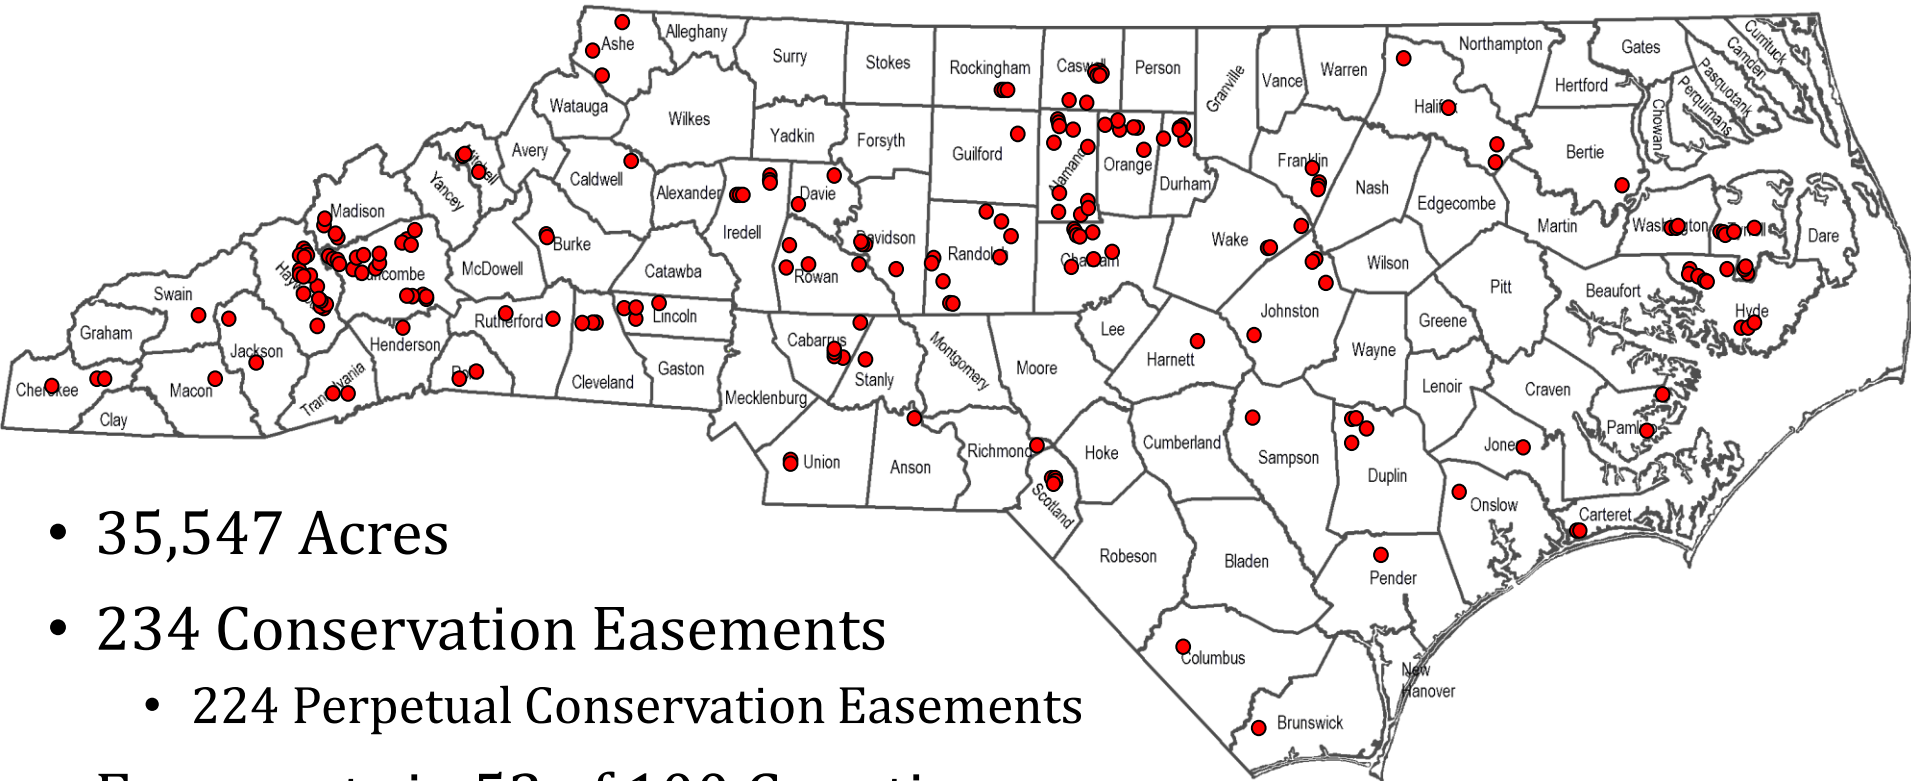 Ashe
Alleghany
Surry
Stokes
Rockingham
Caswell
Person
Granville
Vance
Warren
Northampton
Gates
Currituck
Camden
Pasquotank
Perquimans
Chowan
Hertford
Halifax
Watauga
Wilkes
Yadkin
Forsyth
Guilford
Alamance
Orange
Durham
Franklin
Nash
Edgecombe
Bertie
Martin
Washington
Tyrrell
Dare
Mitchell
Avery
Yancey
Caldwell
Alexander
Iredell
Davie
Davidson
Randolph
Chatham
Wake
Wilson
Pitt
Beaufort
Hyde
Madison
Haywood
Buncombe
McDowell
Burke
Catawba
Rowan
Johnston
Greene
Swain
Graham
Jackson
Henderson
Rutherford
Polk
Cleveland
Lincoln
Gaston
Cabarrus
Stanly
Montgomery
Moore
Lee
Harnett
Wayne
Lenoir
Craven
Pamlico
Cherokee
Macon
Clay
Transylvania
Mecklenburg
Union
Anson
Richmond
Scotland
Hoke
Cumberland
Sampson
Duplin
Jones
Onslow
Carteret
Robeson
Bladen
Pender
Columbus
New
Hanover
Brunswick
• 35,547 Acres
• 234 Conservation Easements
• 224 Perpetual Conservation Easements